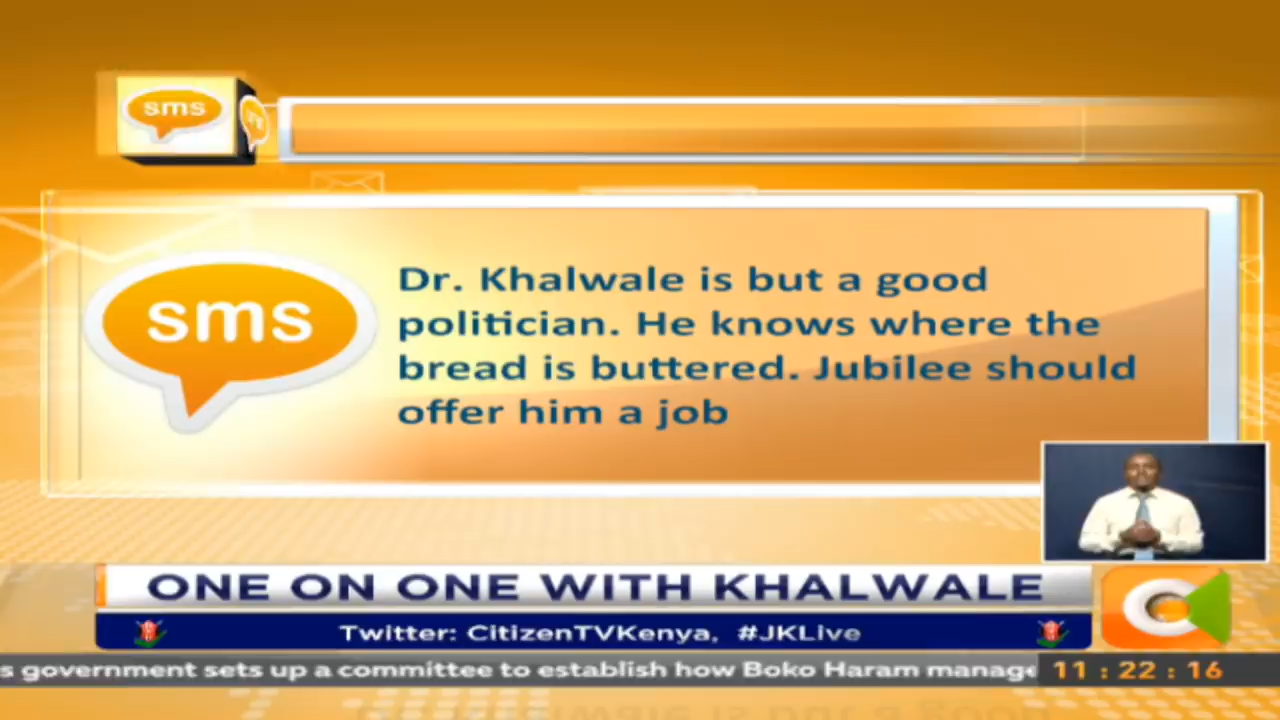 sms
Dr. Khalwale is but a good
politician. He knows where the
bread is buttered. Jubilee should
offer him a job
sms
ONE ON ONE WITH KHALWALE
Twitter: CitizenTVKenya, #JKLive
s government sets up a committee to establish how Boko Haram manage
11 : 22 : 16